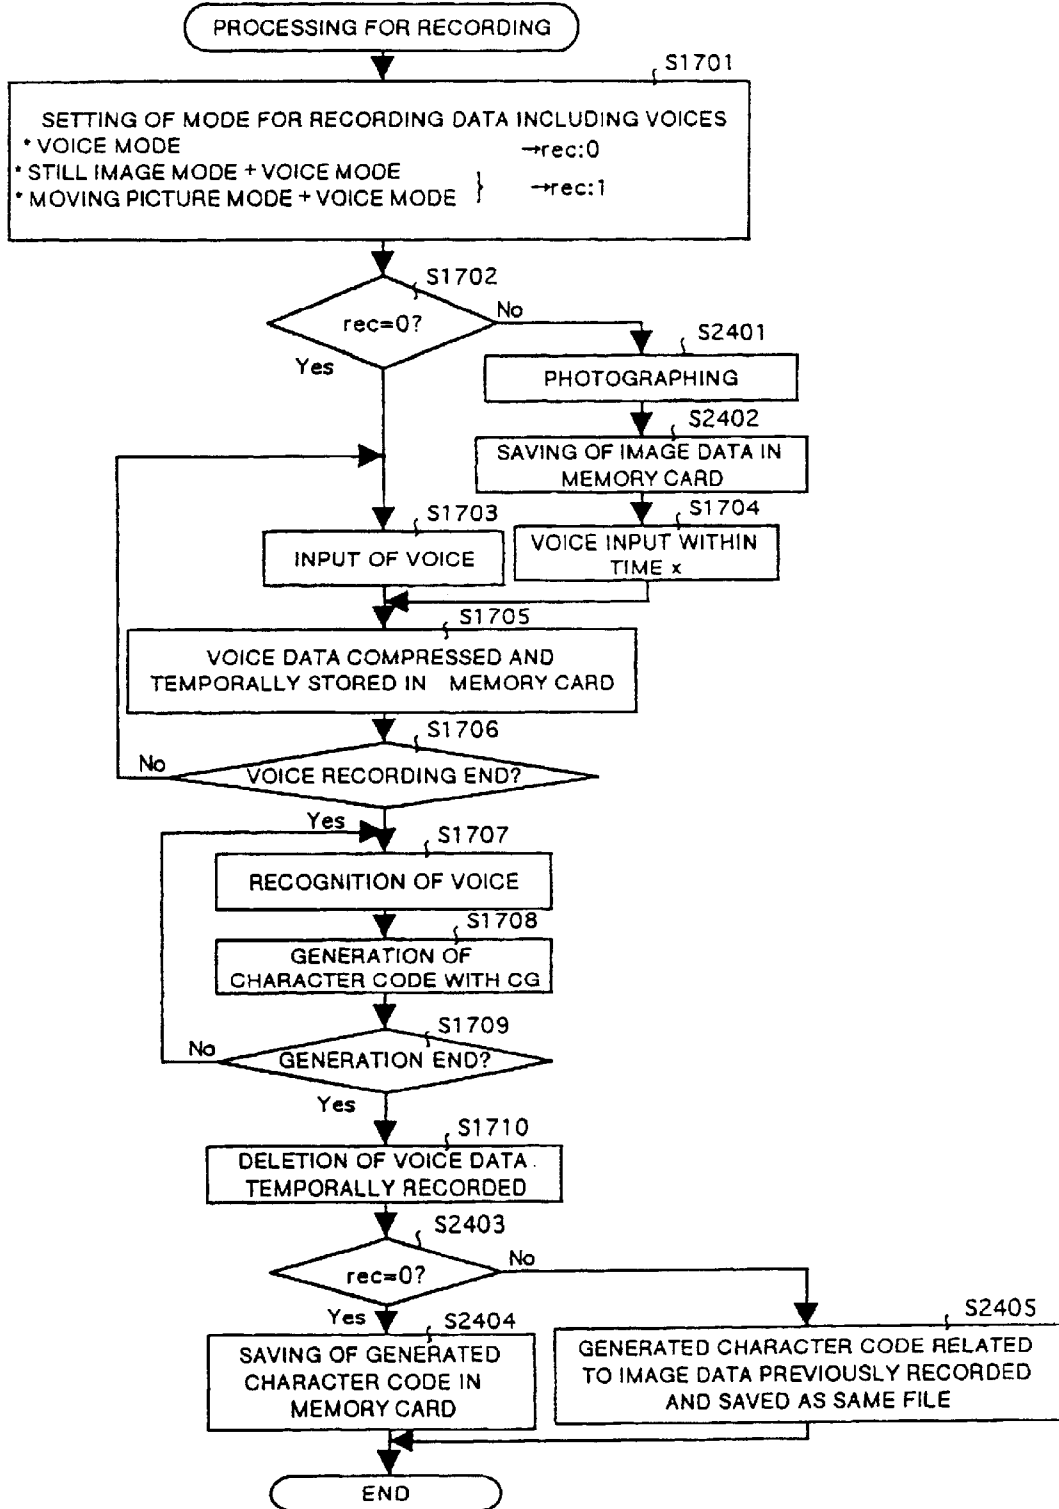 PROCESSING FOR RECORDING
S1701
SETTING OF MODE FOR RECORDING DATA INCLUDING VOICES
* VOICE MODE →rec:0
* STILL IMAGE MODE + VOICE MODE
* MOVING PICTURE MODE + VOICE MODE } →rec:1
S1702
rec=0?
No
Yes
S2401
PHOTOGRAPHING
S2402
SAVING OF IMAGE DATA IN
MEMORY CARD
S1703
INPUT OF VOICE
S1704
VOICE INPUT WITHIN
TIME x
S1705
VOICE DATA COMPRESSED AND
TEMPORALLY STORED IN MEMORY CARD
S1706
VOICE RECORDING END?
No
Yes
S1707
RECOGNITION OF VOICE
S1708
GENERATION OF
CHARACTER CODE WITH CG
S1709
GENERATION END?
No
Yes
S1710
DELETION OF VOICE DATA
TEMPORALLY RECORDED
S2403
rec=0?
No
Yes
S2404
SAVING OF GENERATED
CHARACTER CODE IN
MEMORY CARD
S2405
GENERATED CHARACTER CODE RELATED
TO IMAGE DATA PREVIOUSLY RECORDED
AND SAVED AS SAME FILE
END